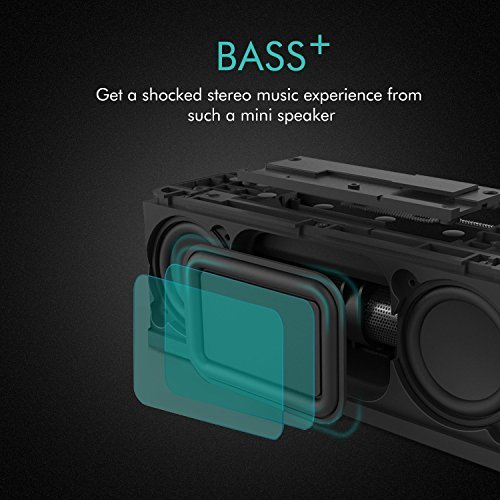 BASS+
Get a shocked stereo music experience from
such a mini speaker